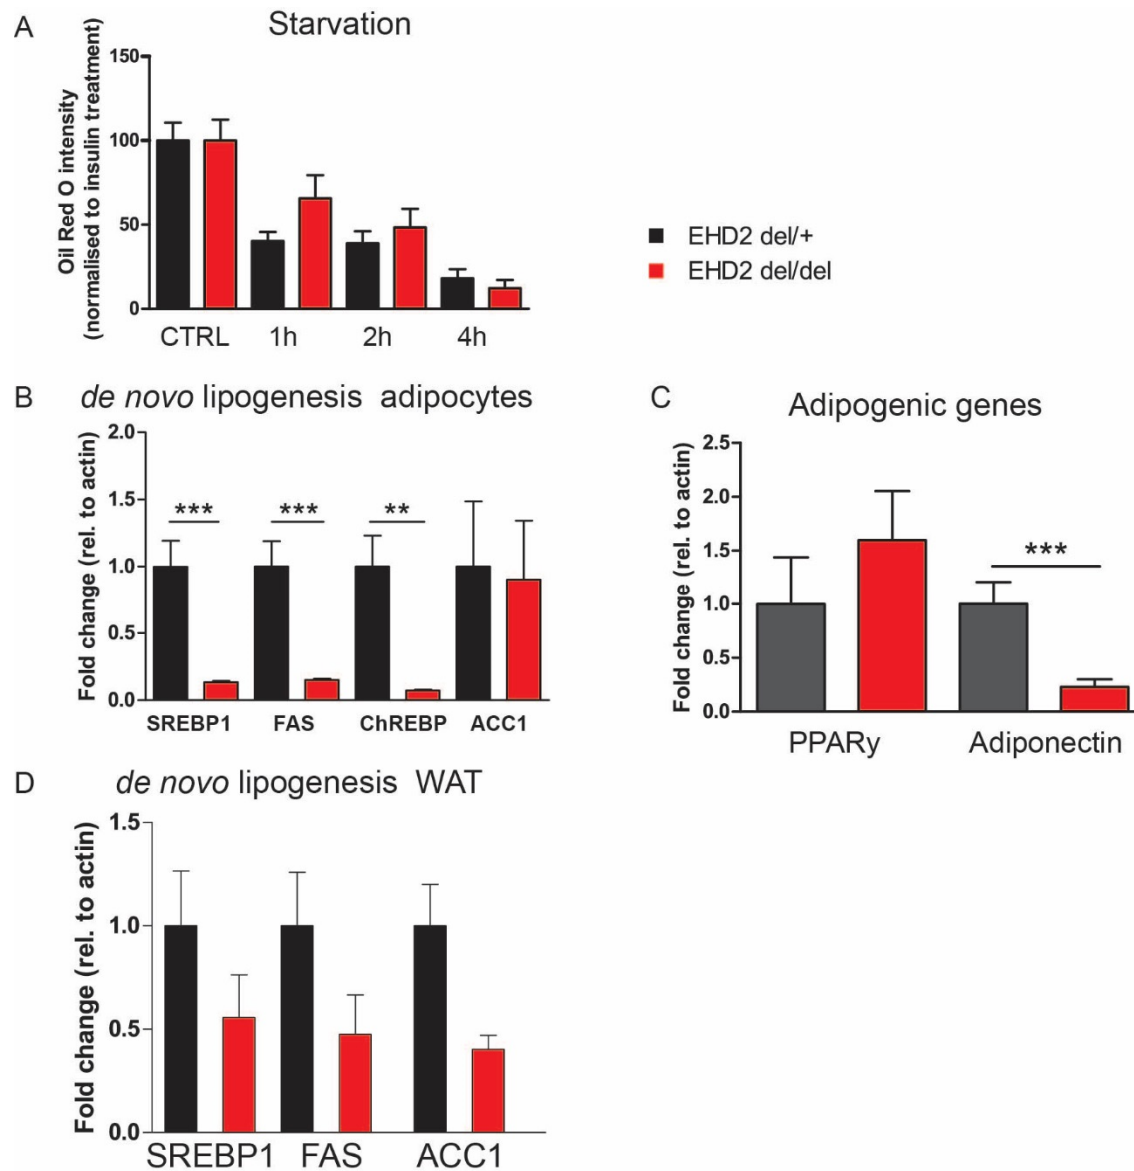 A
Starvation
Oil Red O intensity
(normalised to insulin treatment)
150
100
50
0
CTRL 1h 2h 4h
EHD2 del/+
EHD2 del/del
B
de novo lipogenesis adipocytes
Fold change (rel. to actin)
2.0
1.5
1.0
0.5
0.0
*** *** **
SREBP1 FAS ChREBP ACC1
C
Adipogenic genes
Fold change (rel. to actin)
2.5
2.0
1.5
1.0
0.5
0.0
***
PPARy Adiponectin
D
de novo lipogenesis WAT
Fold change (rel. to actin)
1.5
1.0
0.5
0.0
SREBP1 FAS ACC1